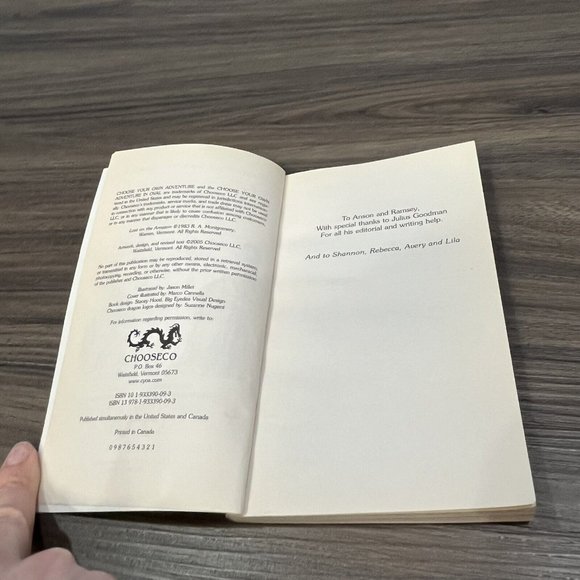 CHOOSE YOUR OWN ADVENTURE and the CHOOSE YOUR OWN
ADVENTURE IN OVAL are trademarks of Chooseco LLC and are regis-
tered in the United States and may be registered in jurisdictions internation-
ally. Chooseco's trademarks, service marks, and trade dress may not be used
in connection with any product or service that is not affiliated with Chooseco
LLC, or in any manner that is likely to cause confusion among customers,
or in any manner that disparages or discredits Chooseco LLC.
Lost on the Amazon © 1983 R. A. Montgomery,
Warren, Vermont. All Rights Reserved.
Artwork, design, and revised text ©2005 Chooseco LLC,
Waitsfield, Vermont. All Rights Reserved
No part of this publication may be reproduced, stored in a retrieval system,
or transmitted in any form or by any other means, electronic, mechanical,
photocopying, recording, or otherwise, without the prior written permission
of the publisher and Chooseco LLC.
Illustrated by: Jason Millet
Cover illustrated by: Marco Cannella
Book design: Stacey Hood, Big Eyedea Visual Design
Chooseco dragon logos designed by: Suzanne Nugent
For information regarding permission, write to:
CHOOSECO
P.O. Box 46
Waitsfield, Vermont 05673
www.cyoa.com
ISBN 10 1-933390-09-3
ISBN 13 978-1-933390-09-3
Published simultaneously in the United States and Canada
Printed in Canada
0 9 8 7 6 5 4 3 2 1
To Anson and Ramsey,
With special thanks to Julius Goodman
For all his editorial and writing help.
And to Shannon, Rebecca, Avery and Lila